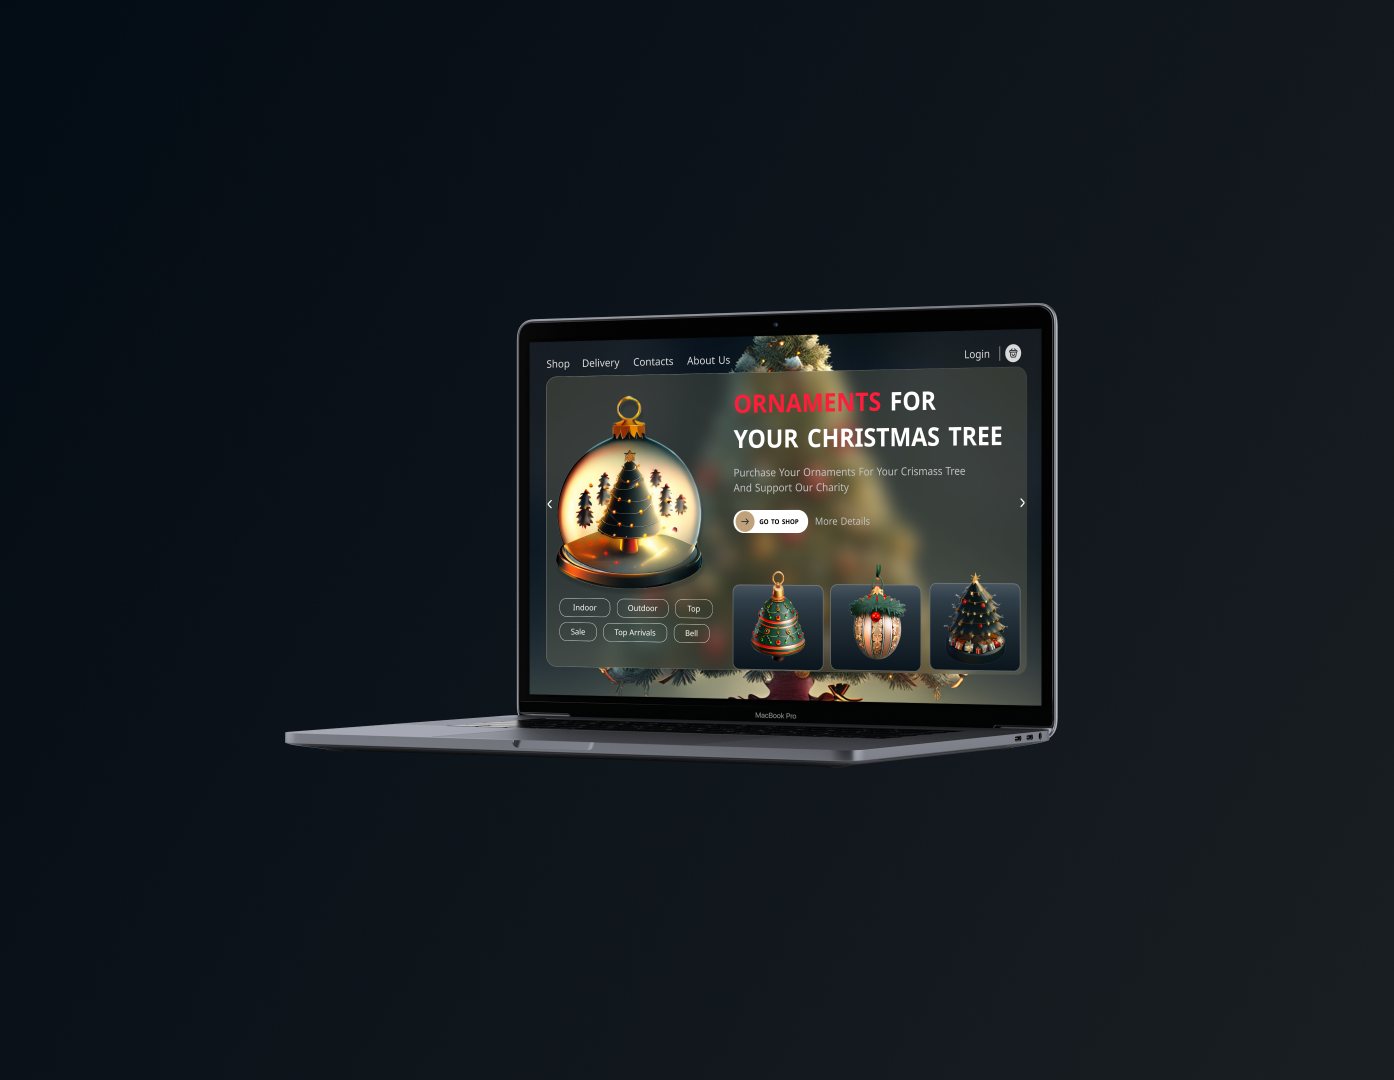 Shop Delivery Contacts About Us Login
ORNAMENTS FOR
YOUR CHRISTMAS TREE
Purchase Your Ornaments For Your Crismass Tree
And Support Our Charity
GO TO SHOP More Details
Indoor Outdoor Top
Sale Top Arrivals Bell
MacBook Pro